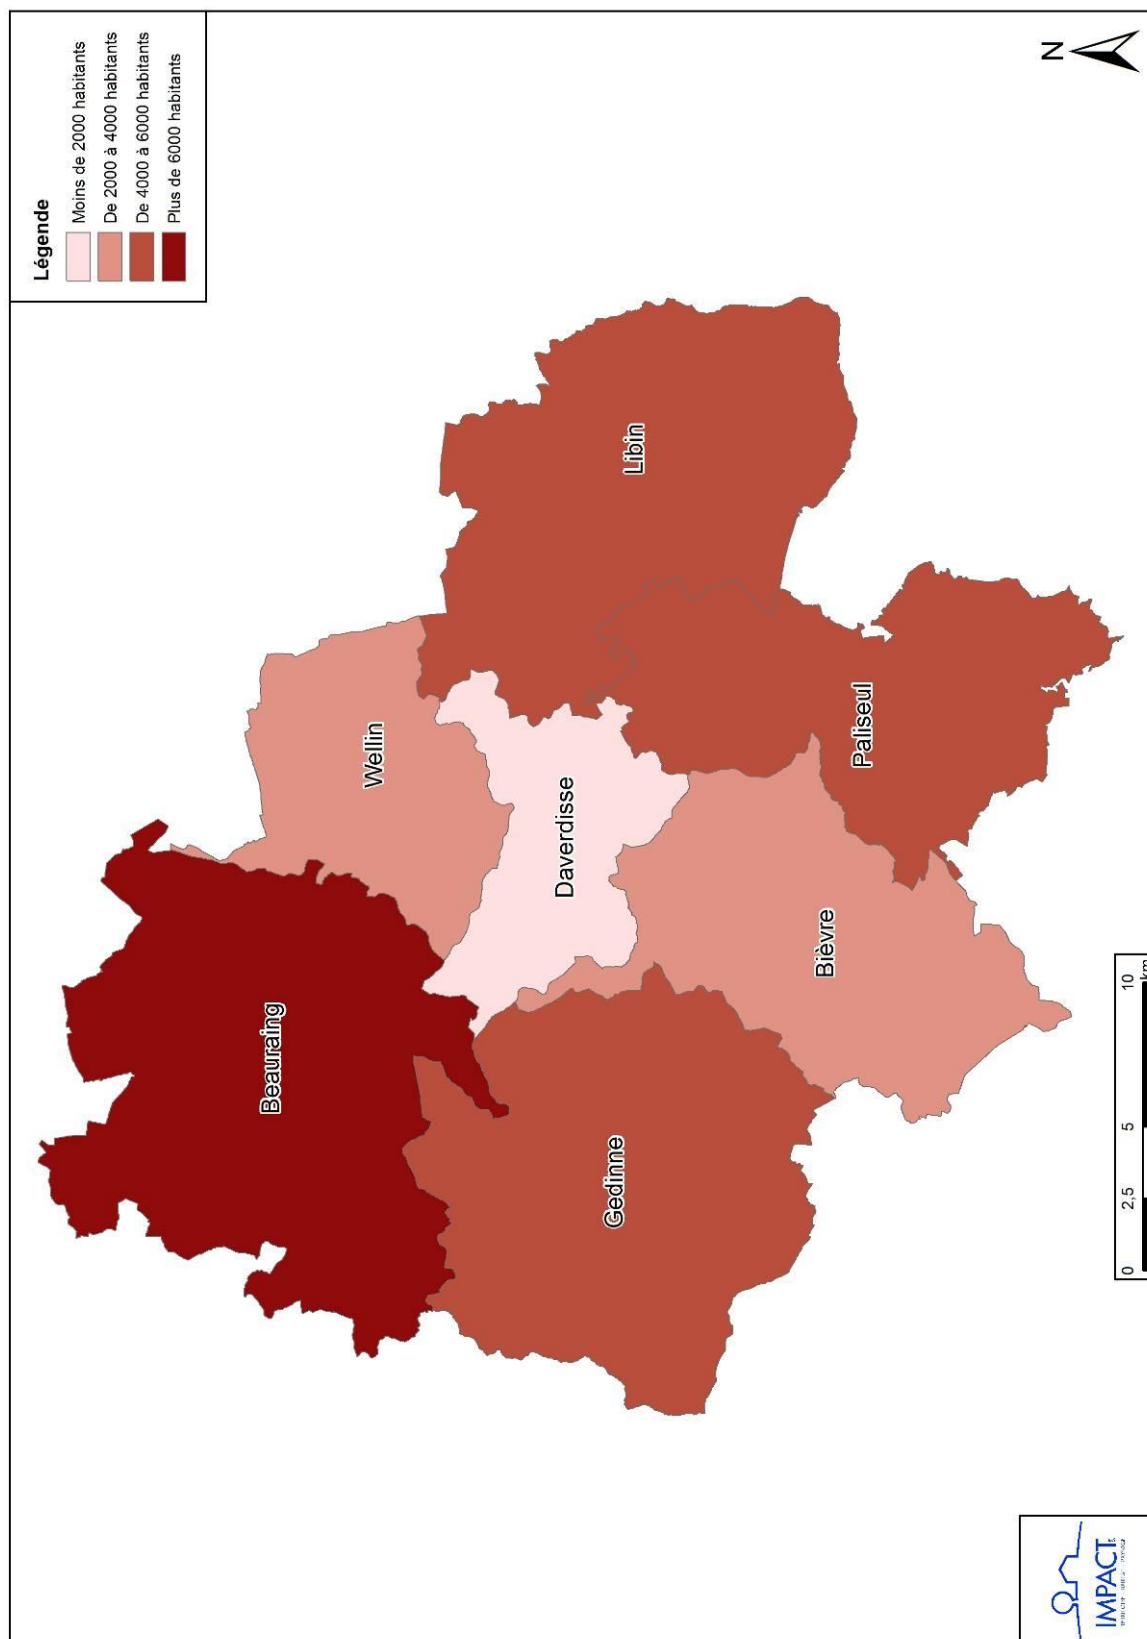 Légende
Moins de 2000 habitants
De 2000 à 4000 habitants
De 4000 à 6000 habitants
Plus de 6000 habitants
N
Beauraing
Wellin
Daverdisse
Libin
Gedinne
Bièvre
Paliseul
0 2,5 5 10
km
IMPACT